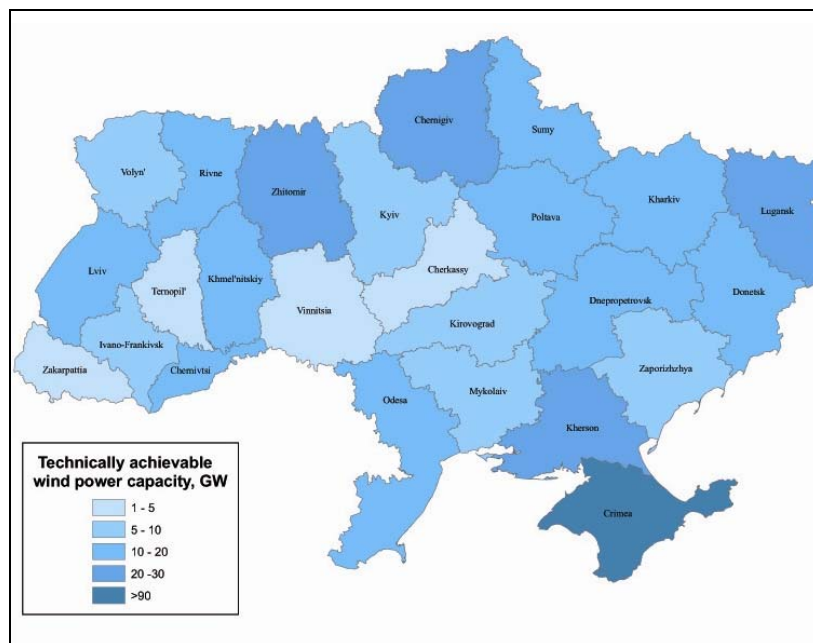 Chernigiv
Sumy
Volyn'
Rivne
Zhitomir
Kyiv
Kharkiv
Lugansk
Poltava
Lviv
Ternopil'
Khmel'nitskiy
Cherkassy
Vinnitsia
Kirovograd
Dnepropetrovsk
Donetsk
Ivano-Frankivsk
Zakarpattia
Chernivtsi
Odesa
Mykolaiv
Zaporizhzhya
Kherson
Crimea
Technically achievable
wind power capacity, GW
1 - 5
5 - 10
10 - 20
20 -30
>90